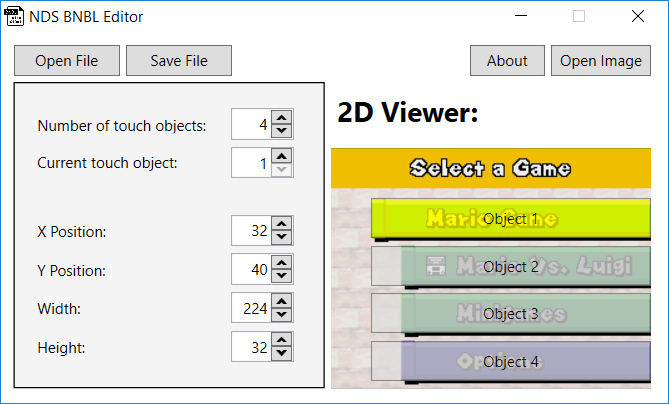 NDS BNBL Editor
Open File
Save File
About
Open Image
Number of touch objects:
4
Current touch object:
1
X Position:
32
Y Position:
40
Width:
224
Height:
32
2D Viewer:
Select a Game
Mario Game
Object 1
Mario Vs. Luigi
Object 2
Minigames
Object 3
Options
Object 4